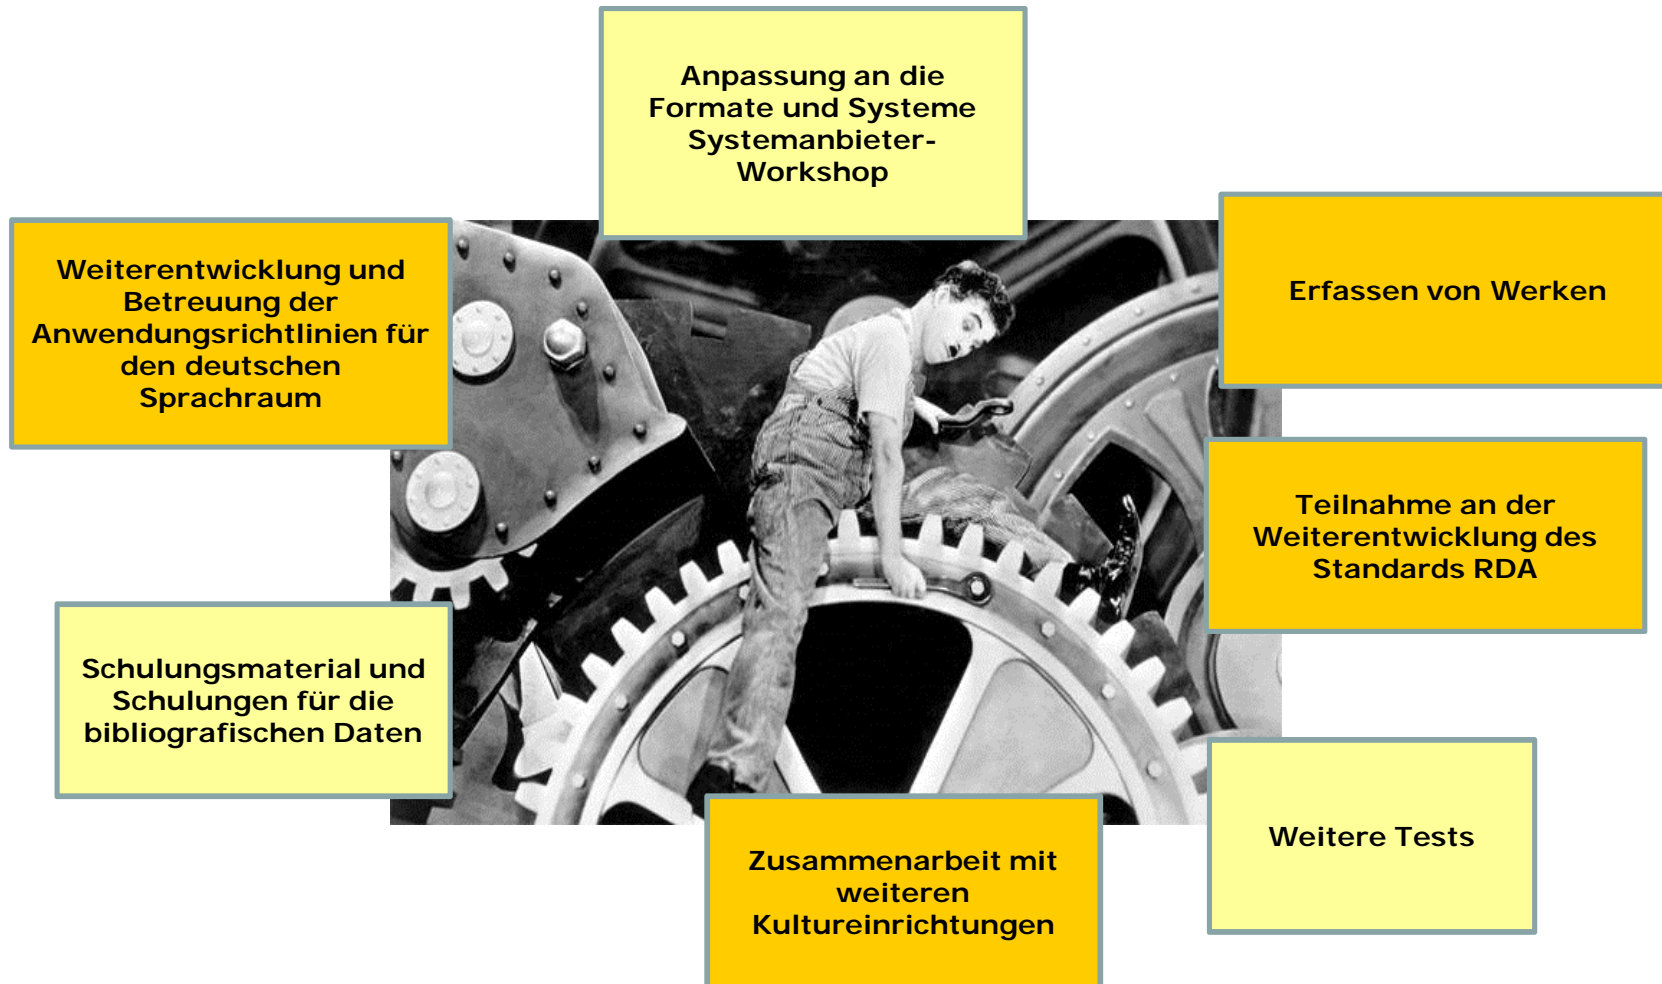 Anpassung an die
Formate und Systeme
Systemanbieter-
Workshop
Weiterentwicklung und
Betreuung der
Anwendungsrichtlinien für
den deutschen
Sprachraum
Erfassen von Werken
Teilnahme an der
Weiterentwicklung des
Standards RDA
Schulungsmaterial und
Schulungen für die
bibliografischen Daten
Weitere Tests
Zusammenarbeit mit
weiteren
Kultureinrichtungen